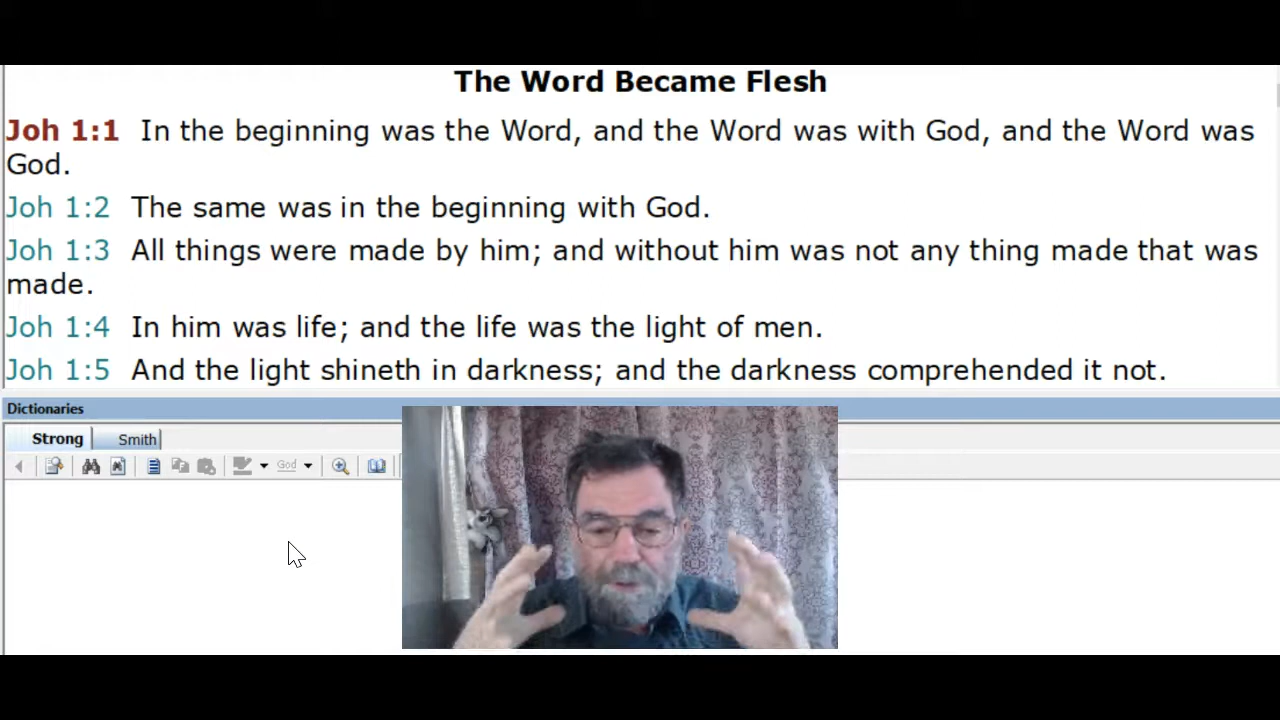 The Word Became Flesh
Joh 1:1 In the beginning was the Word, and the Word was with God, and the Word was
God.
Joh 1:2 The same was in the beginning with God.
Joh 1:3 All things were made by him; and without him was not any thing made that was
made.
Joh 1:4 In him was life; and the life was the light of men.
Joh 1:5 And the light shineth in darkness; and the darkness comprehended it not.
Dictionaries
Strong Smith
God